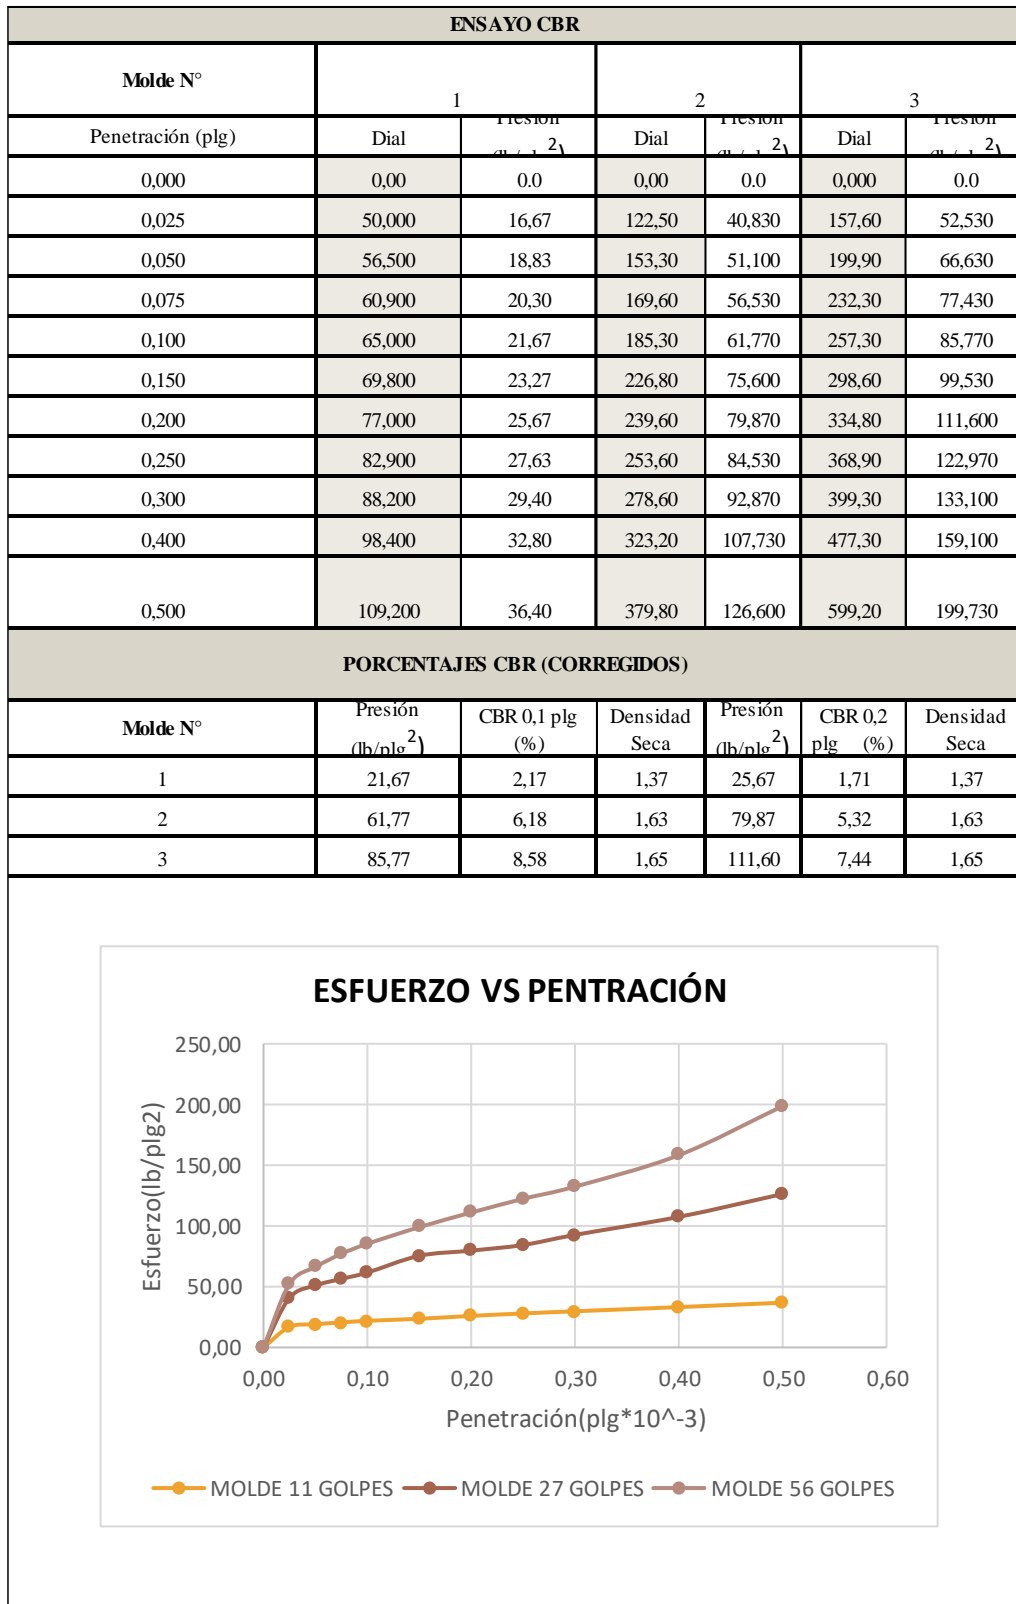 ENSAYO CBR
Molde N° 1 2 3
Penetración (plg) Dial Presión Dial Presión Dial Presión
0,000 0,00 0.0 0,00 0.0 0,000 0.0
0,025 50,000 16,67 122,50 40,830 157,60 52,530
0,050 56,500 18,83 153,30 51,100 199,90 66,630
0,075 60,900 20,30 169,60 56,530 232,30 77,430
0,100 65,000 21,67 185,30 61,770 257,30 85,770
0,150 69,800 23,27 226,80 75,600 298,60 99,530
0,200 77,000 25,67 239,60 79,870 334,80 111,600
0,250 82,900 27,63 253,60 84,530 368,90 122,970
0,300 88,200 29,40 278,60 92,870 399,30 133,100
0,400 98,400 32,80 323,20 107,730 477,30 159,100
0,500 109,200 36,40 379,80 126,600 599,20 199,730
PORCENTAJES CBR (CORREGIDOS)
Molde N° Presión (lb/plg2) CBR 0,1 plg (%) Densidad Seca Presión (lb/plg2) CBR 0,2 plg (%) Densidad Seca
1 21,67 2,17 1,37 25,67 1,71 1,37
2 61,77 6,18 1,63 79,87 5,32 1,63
3 85,77 8,58 1,65 111,60 7,44 1,65
ESFUERZO VS PENTRACIÓN
Esfuerzo(lb/plg2)
250,00
200,00
150,00
100,00
50,00
0,00
0,00 0,10 0,20 0,30 0,40 0,50 0,60
Penetración(plg*10^-3)
MOLDE 11 GOLPES MOLDE 27 GOLPES MOLDE 56 GOLPES